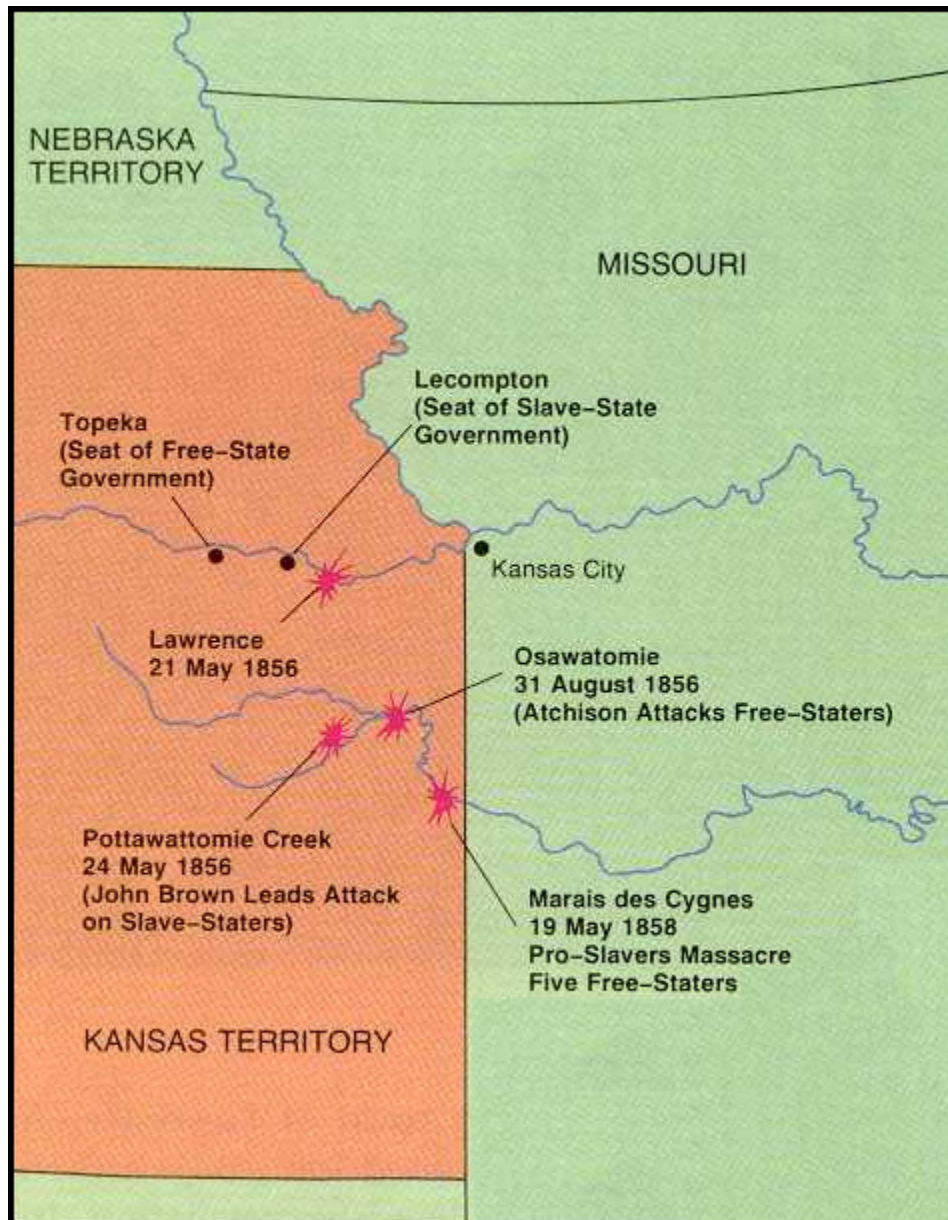 NEBRASKA
TERRITORY
MISSOURI
Lecompton
(Seat of Slave-State
Government)
Topeka
(Seat of Free-State
Government)
Kansas City
Lawrence
21 May 1856
Osawatomie
31 August 1856
(Atchison Attacks Free-Staters)
Pottawattomie Creek
24 May 1856
(John Brown Leads Attack
on Slave-Staters)
Marais des Cygnes
19 May 1858
Pro-Slavers Massacre
Five Free-Staters
KANSAS TERRITORY